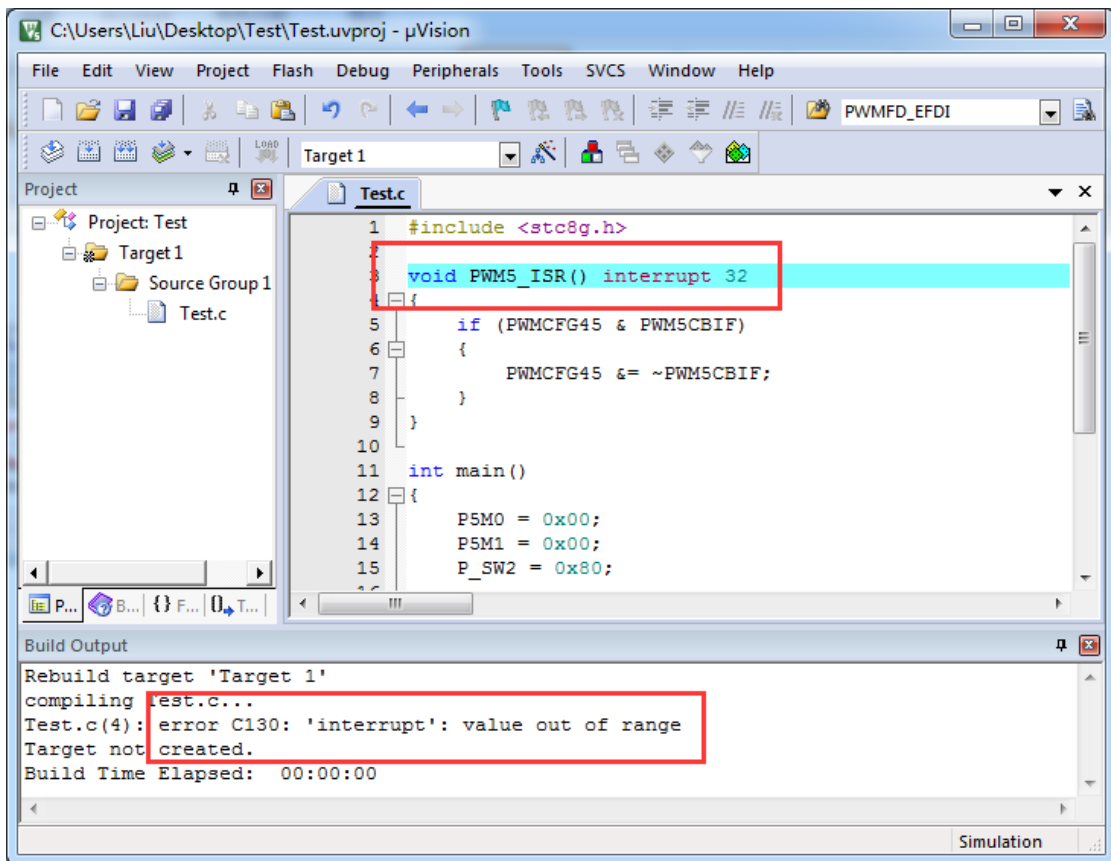 C:\Users\Liu\Desktop\Test\Test.uvproj - µVision
File Edit View Project Flash Debug Peripherals Tools SVCS Window Help
PWMFD_EFDI
LOAD Target 1
Project
Project: Test
Target 1
Source Group 1
Test.c
P... B... {} F... 0 T...
Test.c
1 #include <stc8g.h>
2
3 void PWM5_ISR() interrupt 32
4 {
5 if (PWMCFG45 & PWM5CBIF)
6 {
7 PWMCFG45 &= ~PWM5CBIF;
8 }
9 }
10
11 int main()
12 {
13 P5M0 = 0x00;
14 P5M1 = 0x00;
15 P_SW2 = 0x80;
Build Output
Rebuild target 'Target 1'
compiling Test.c...
Test.c(4): error C130: 'interrupt': value out of range
Target not created.
Build Time Elapsed: 00:00:00
Simulation